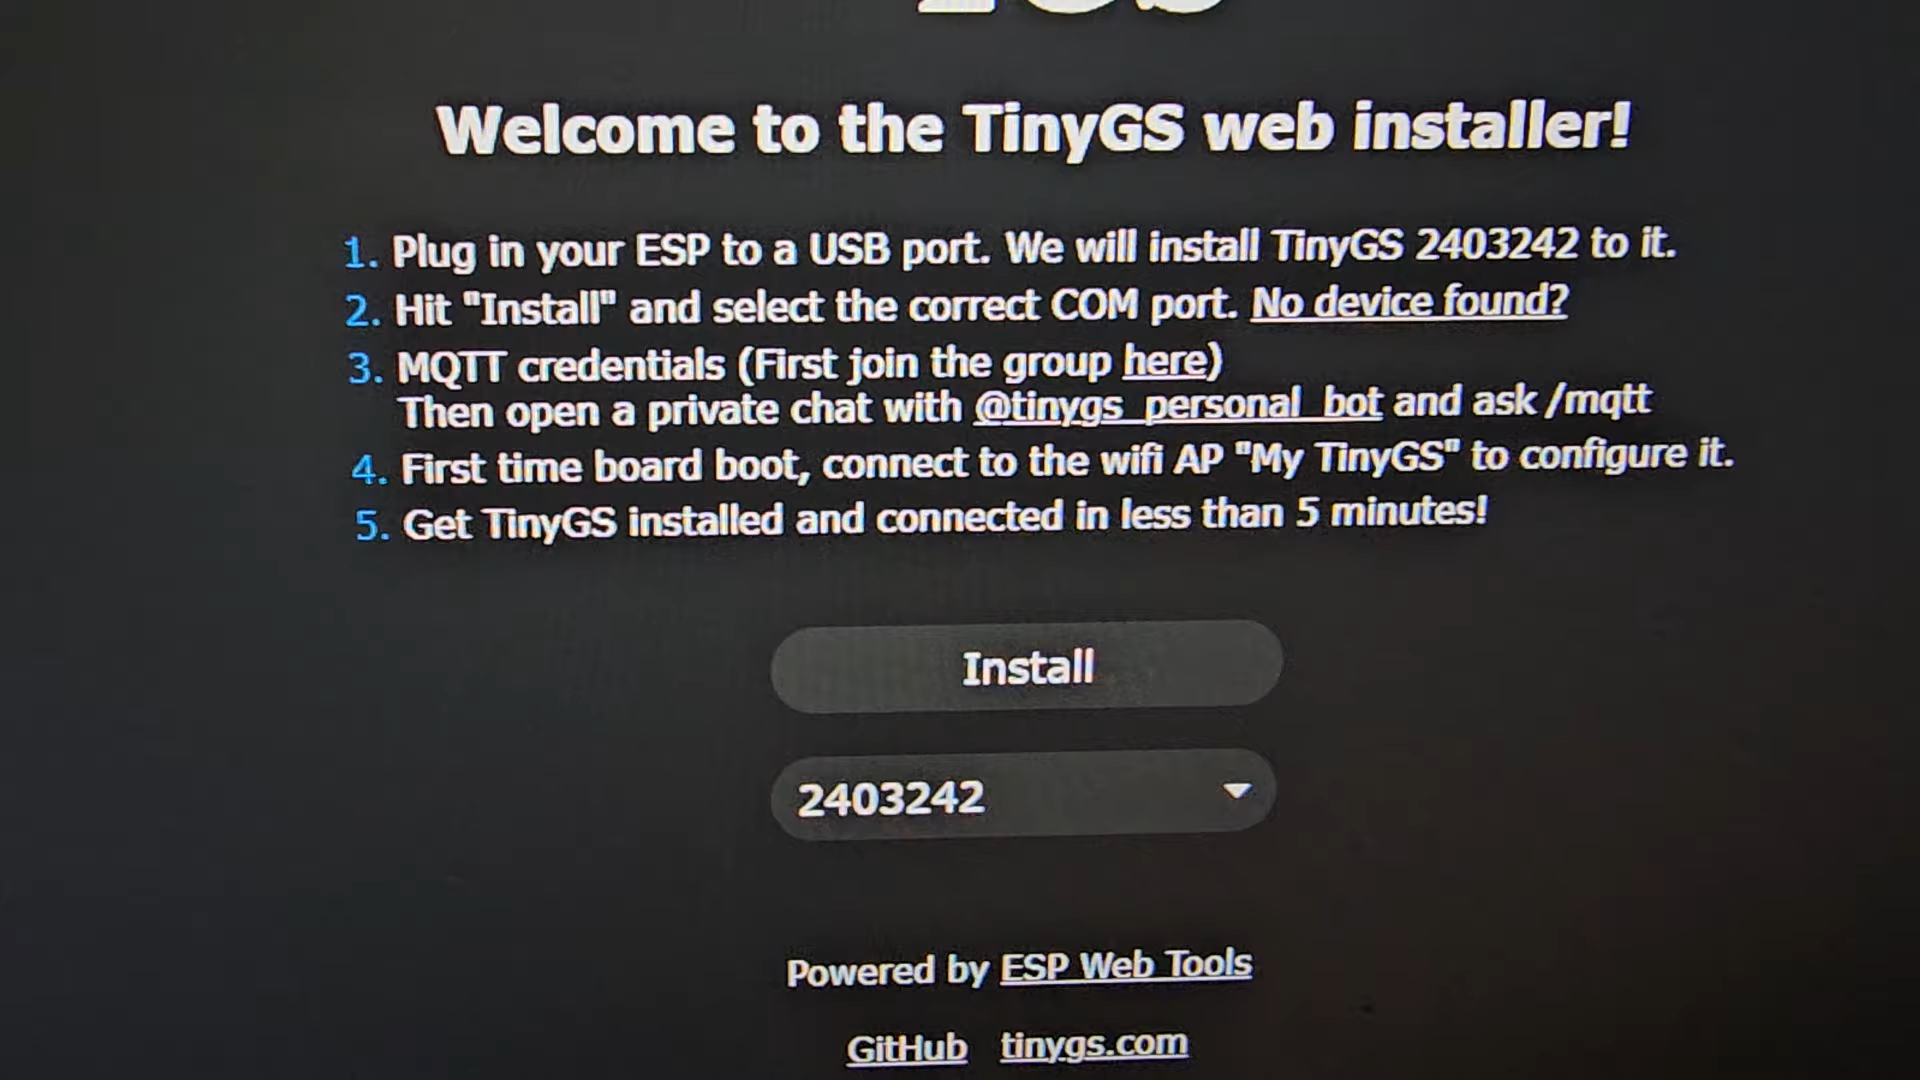 Welcome to the TinyGS web installer!
1. Plug in your ESP to a USB port. We will install TinyGS 2403242 to it.
2. Hit "Install" and select the correct COM port. No device found?
3. MQTT credentials (First join the group here)
Then open a private chat with @tinygs_personal_bot and ask /mqtt
4. First time board boot, connect to the wifi AP "My TinyGS" to configure it.
5. Get TinyGS installed and connected in less than 5 minutes!
Install
2403242
Powered by ESP Web Tools
GitHub tinygs.com